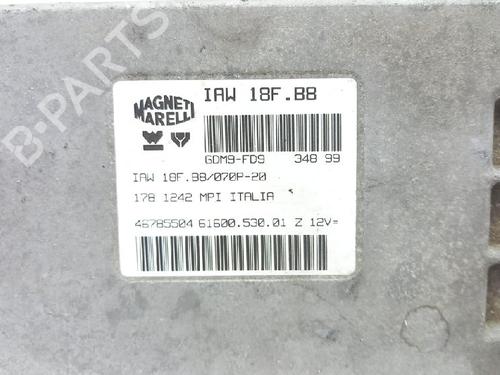 B-PARTS
MAGNETI MARELLI
IAW 18F.B8
GDM9-FD9 348 99
IAW 18F.B8/070P-20
178 1242 MPI ITALIA
46785504 61600.530.01 Z 12V=